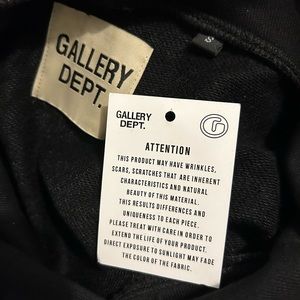 GALLERY
DEPT.
S
GALLERY
DEPT.
G
ATTENTION
THIS PRODUCT MAY HAVE WRINKLES,
SCARS, SCRATCHES THAT ARE INHERENT
CHARACTERISTICS AND NATURAL
BEAUTY OF THIS MATERIAL.
THIS RESULTS DIFFERENCES AND
UNIQUENESS TO EACH PIECE.
PLEASE TREAT WITH CARE IN ORDER TO
EXTEND THE LIFE OF YOUR PRODUCT.
DIRECT EXPOSURE TO SUNLIGHT MAY FADE
THE COLOR OF THE FABRIC.